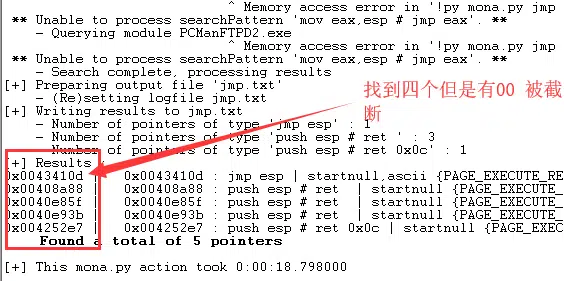 ^ Memory access error in '!py mona.py jmp
** Unable to process searchPattern 'mov eax,esp # jmp eax'. **
- Querying module PCManFTPD2.exe
^ Memory access error in '!py mona.py jmp
** Unable to process searchPattern 'mov eax,esp # jmp eax'. **
- Search complete, processing results
[+] Preparing output file 'jmp.txt'
- (Re)setting logfile jmp.txt
[+] Writing results to jmp.txt
- Number of pointers of type 'jmp esp' : 1
- Number of pointers of type 'push esp # ret ' : 3
- Number of pointers of type 'push esp # ret 0x0c' : 1
[+] Results :
0x0043410d | 0x0043410d : jmp esp | startnull,ascii {PAGE_EXECUTE_RE
0x00408a88 | 0x00408a88 : push esp # ret | startnull {PAGE_EXEC
0x0040e85f | 0x0040e85f : push esp # ret | startnull {PAGE_EXEC
0x0040e93b | 0x0040e93b : push esp # ret | startnull {PAGE_EXEC
0x004252e7 | 0x004252e7 : push esp # ret 0x0c | startnull {PAGE_
Found a total of 5 pointers
[+] This mona.py action took 0:00:18.798000
找到四个但是有00 被截
断